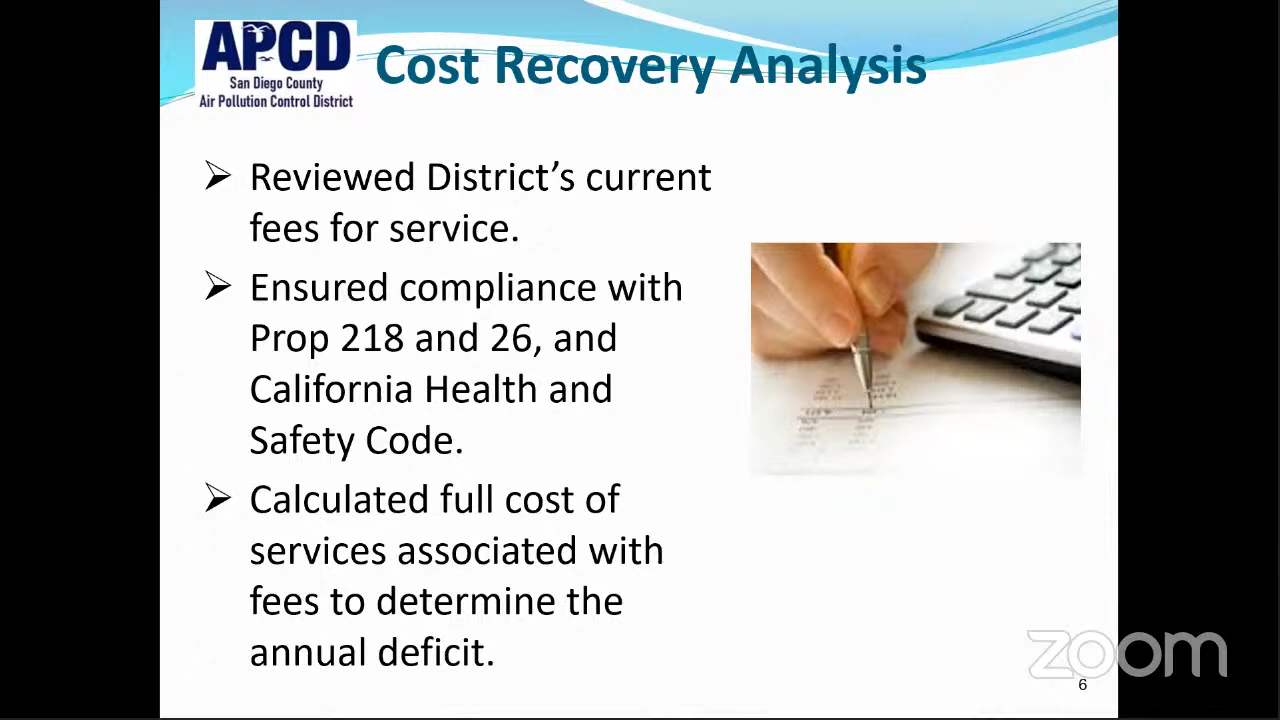 APCD
San Diego County
Air Pollution Control District
Cost Recovery Analysis
Reviewed District’s current
fees for service.
Ensured compliance with
Prop 218 and 26, and
California Health and
Safety Code.
Calculated full cost of
services associated with
fees to determine the
annual deficit.
zoom
6